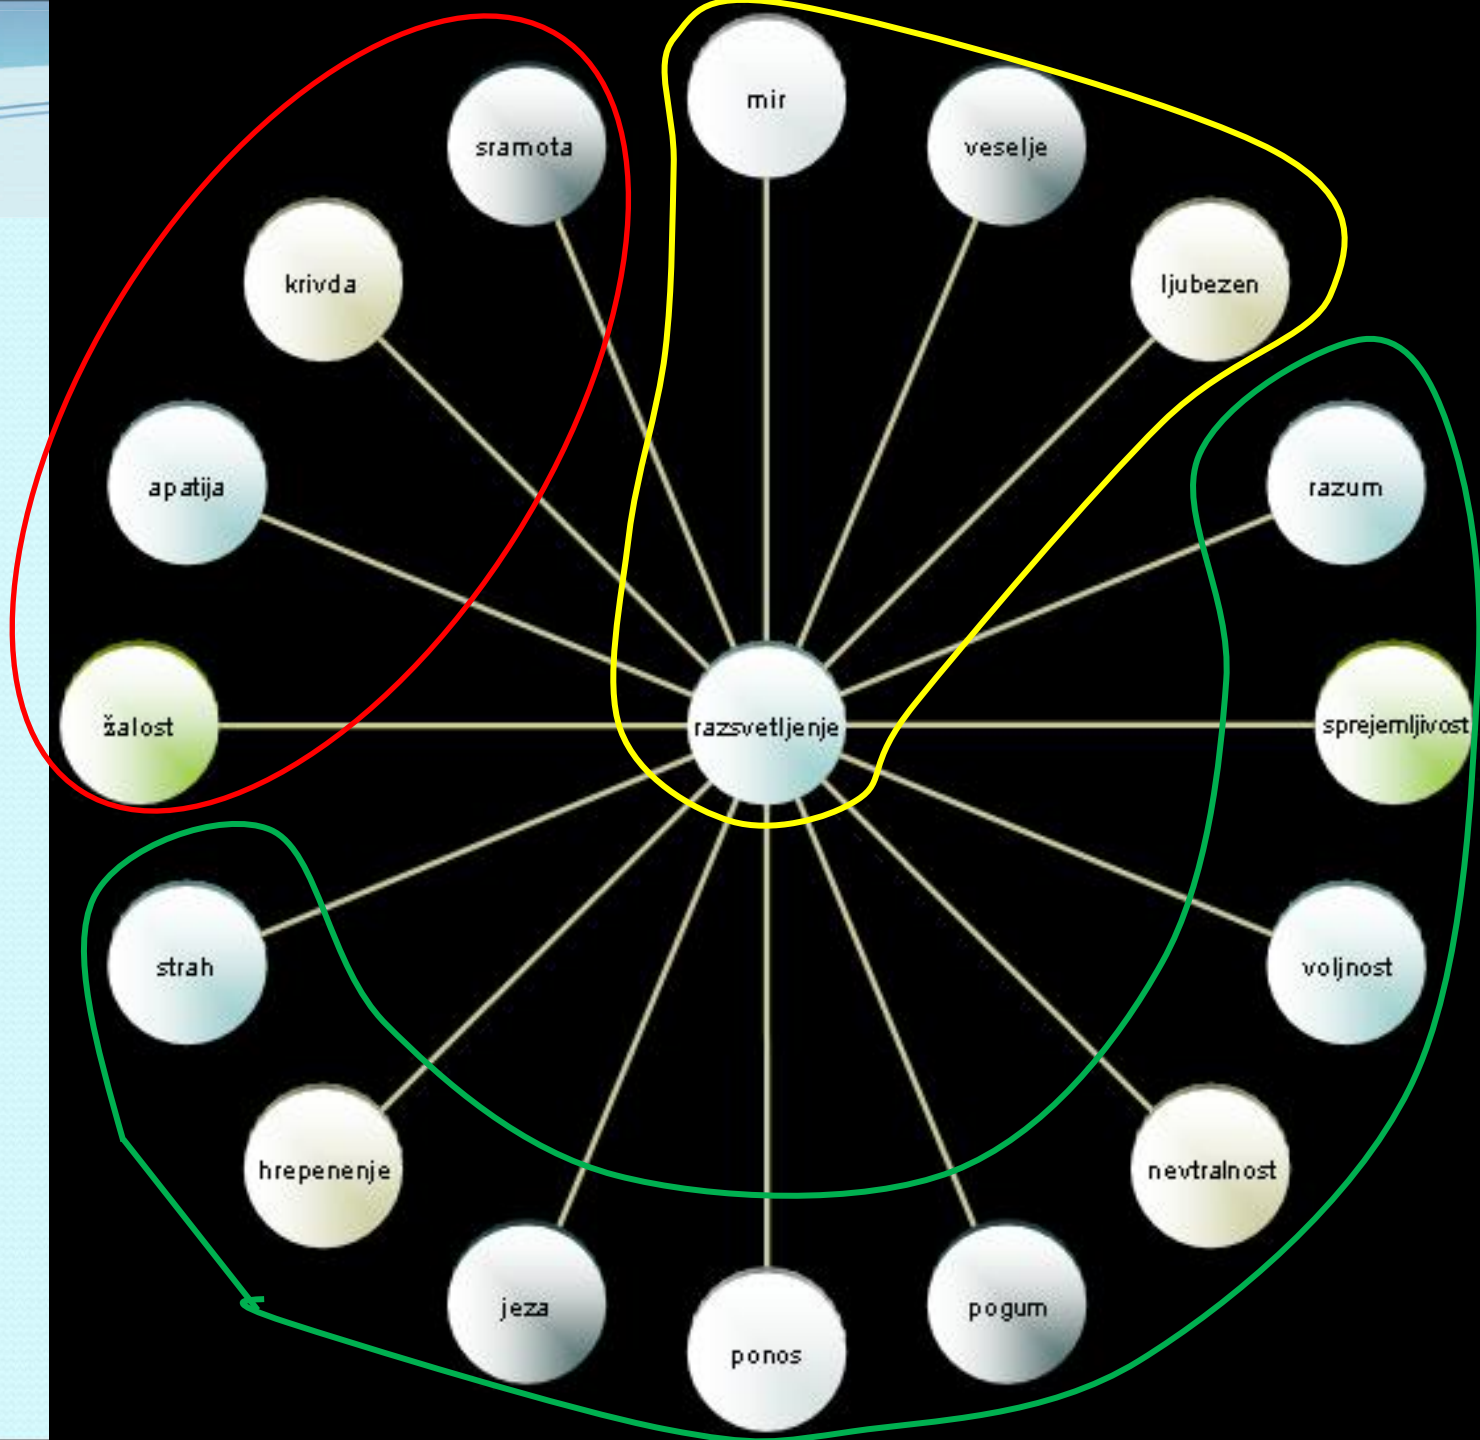 mir
sramota
veselje
krivda
ljubezen
apatija
razum
žalost
razsvetljenje
sprejemljivost
strah
voljnost
hrepenenje
nevtralnost
jeza
pogum
ponos